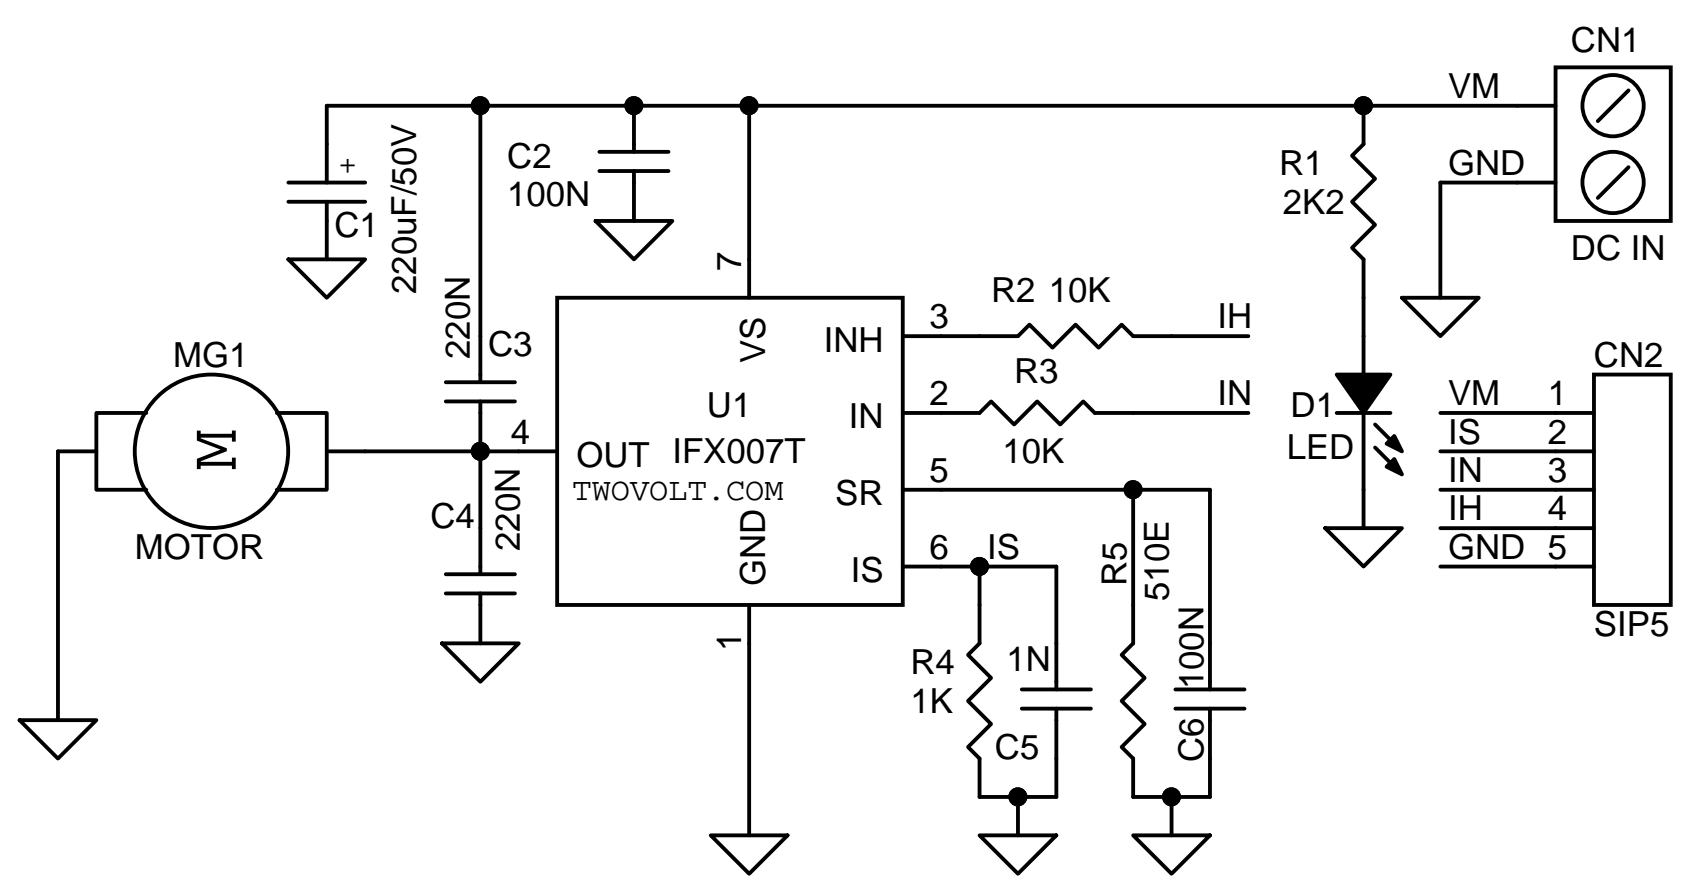 CN1
VM
GND
DC IN
+
C1
220uF/50V
C2
100N
R1
2K2
7
VS
R2 10K
3
INH
IH
R3
2
IN
IN
10K
220N
C3
MG1
M
MOTOR
4
OUT
U1
IFX007T
TWOVOLT.COM
GND
1
C4
220N
5
SR
6
IS
IS
R5
510E
D1
LED
CN2
VM 1
IS 2
IN 3
IH 4
GND 5
SIP5
R4
1K
1N
C5
100N
C6